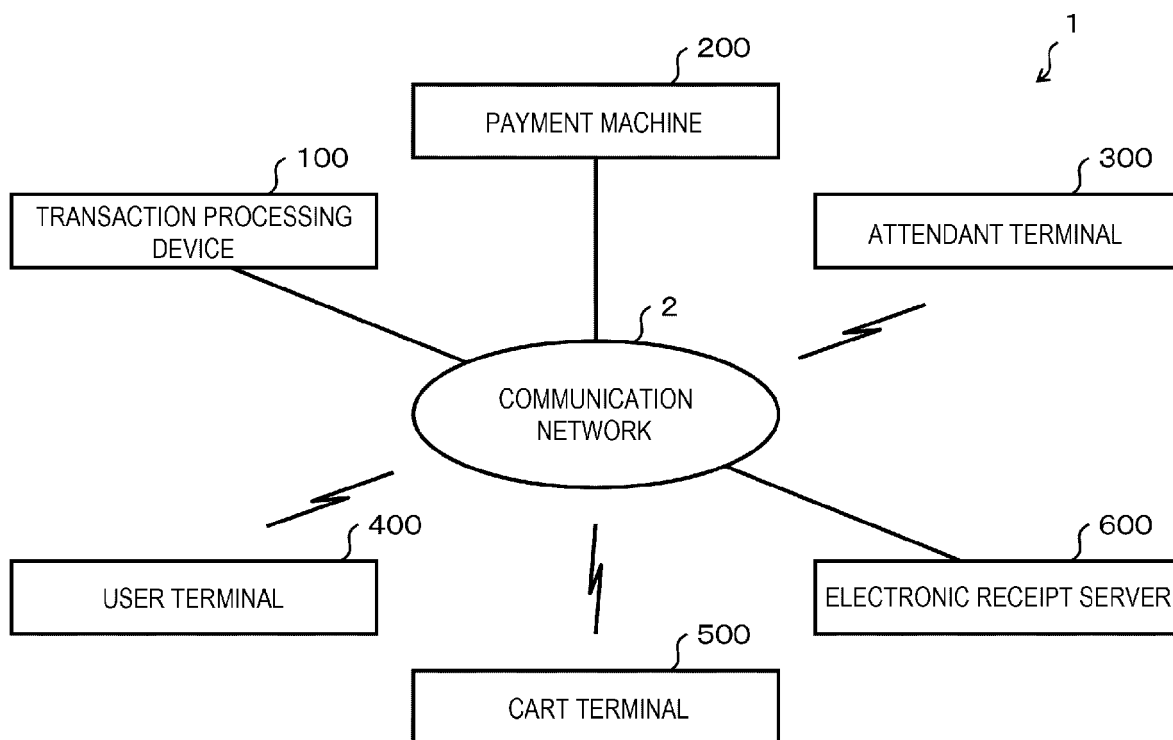 1
200
PAYMENT MACHINE
100
TRANSACTION PROCESSING
DEVICE
300
ATTENDANT TERMINAL
2
COMMUNICATION
NETWORK
400
USER TERMINAL
600
ELECTRONIC RECEIPT SERVER
500
CART TERMINAL